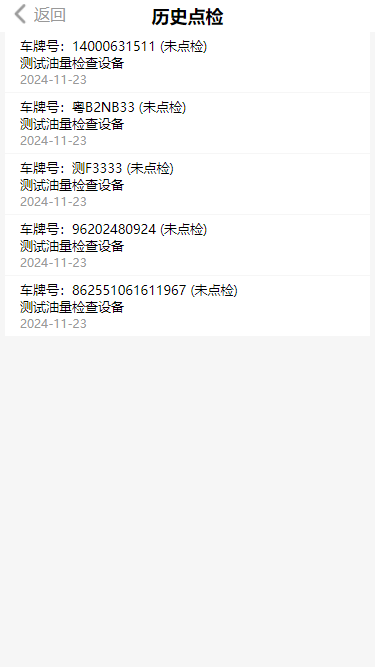 返回
历史点检
车牌号：14000631511 (未点检)
测试油量检查设备
2024-11-23
车牌号：粤B2NB33 (未点检)
测试油量检查设备
2024-11-23
车牌号：测F3333 (未点检)
测试油量检查设备
2024-11-23
车牌号：96202480924 (未点检)
测试油量检查设备
2024-11-23
车牌号：862551061611967 (未点检)
测试油量检查设备
2024-11-23